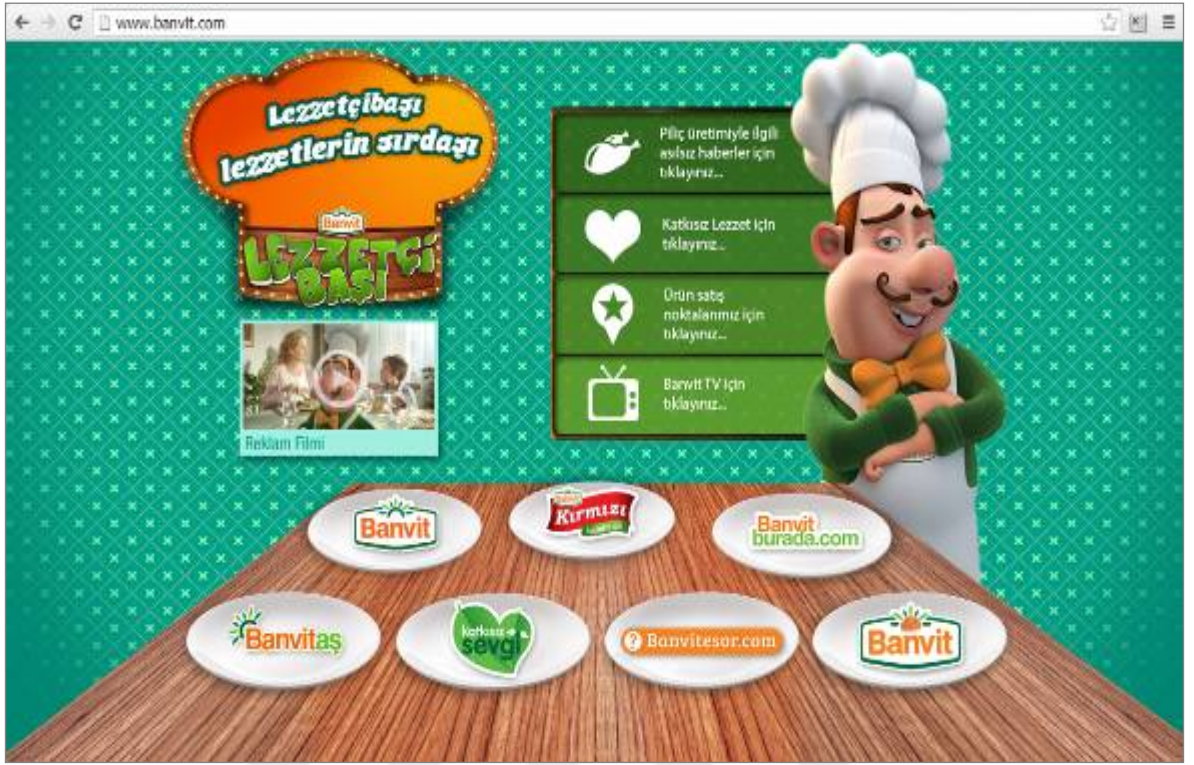 www.banvit.com
Lezzetçibaşı
lezzetlerin sırdaşı
Banvit
LEZZETÇİ
BAŞI
Reklam Filmi
Piliç üretimiyle ilgili
asılsız haberler için
tıklayınız...
Katkısız Lezzet için
tıklayınız...
Ürün satış
noktalarımız için
tıklayınız...
Banvit TV için
tıklayınız...
Banvit
Banvit
Kırmızı
Banvit
burada.com
Banvitaş
katkısız
sevgi
? Banvitesor.com
Banvit